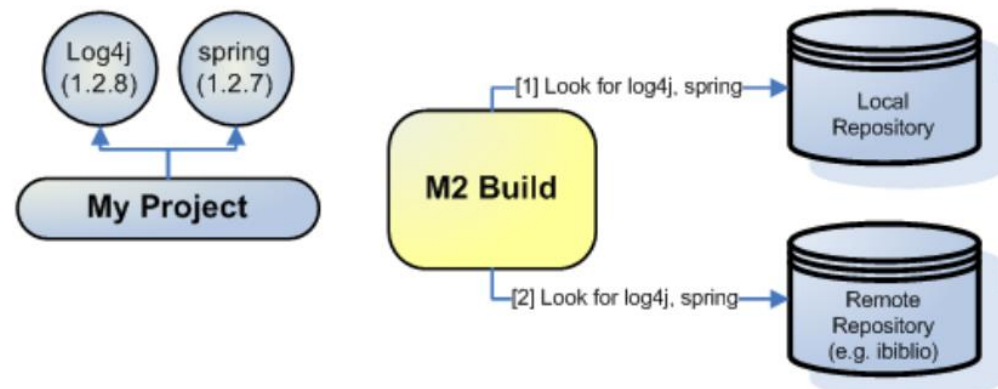 Log4j
(1.2.8)
spring
(1.2.7)
My Project
M2 Build
[1] Look for log4j, spring
Local
Repository
[2] Look for log4j, spring
Remote
Repository
(e.g. ibiblio)